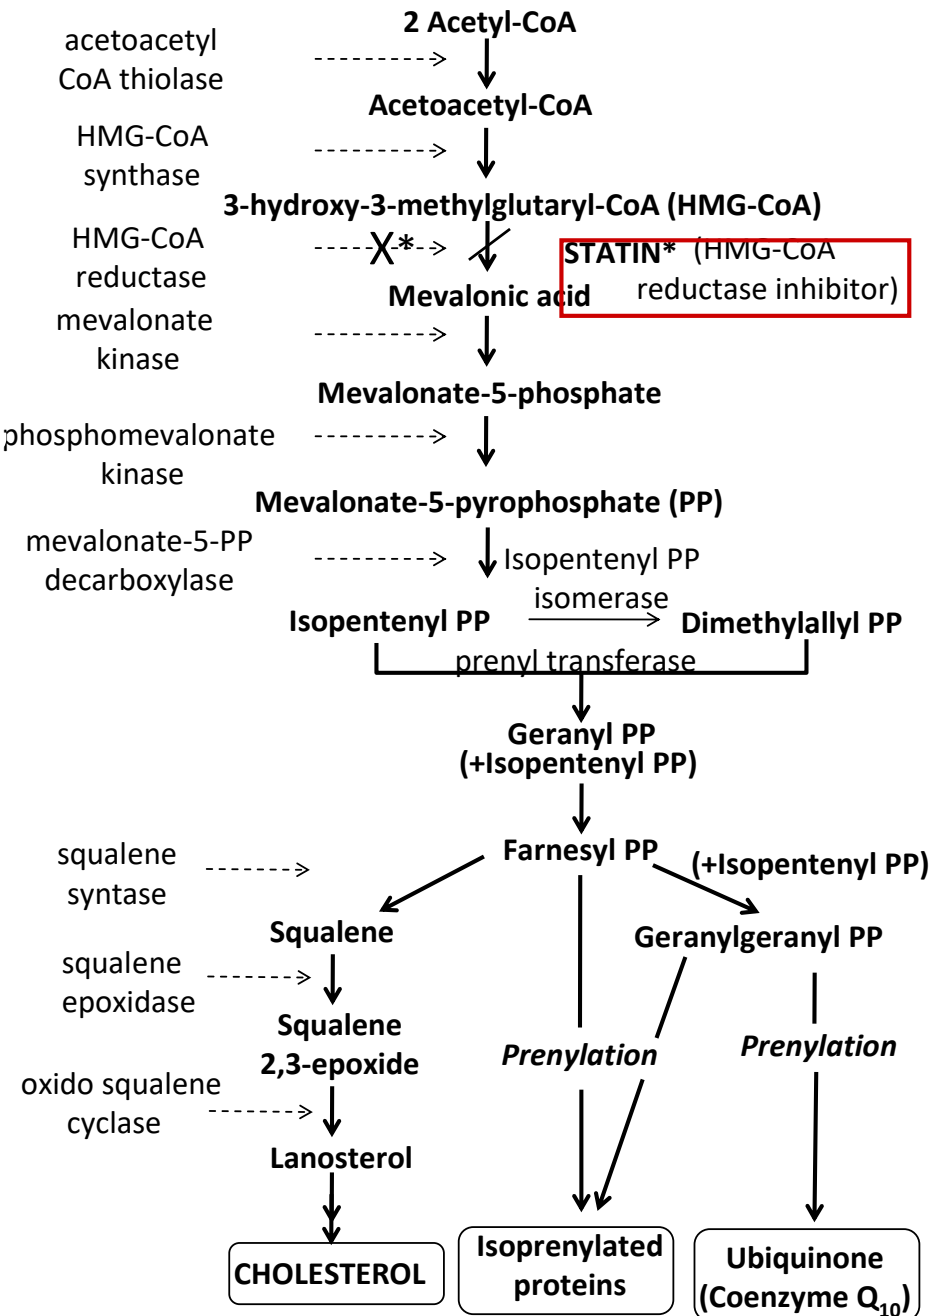 2 Acetyl-CoA
acetoacetyl
CoA thiolase
Acetoacetyl-CoA
HMG-CoA
synthase
3-hydroxy-3-methylglutaryl-CoA (HMG-CoA)
HMG-CoA
reductase
X*
STATIN* (HMG-CoA
reductase inhibitor)
Mevalonic acid
mevalonate
kinase
Mevalonate-5-phosphate
phosphomevalonate
kinase
Mevalonate-5-pyrophosphate (PP)
mevalonate-5-PP
decarboxylase
Isopentenyl PP
isomerase
Isopentenyl PP
Dimethylallyl PP
prenyl transferase
Geranyl PP
(+Isopentenyl PP)
Farnesyl PP
(+Isopentenyl PP)
squalene
syntase
Squalene
Geranylgeranyl PP
squalene
epoxidase
Squalene
2,3-epoxide
Prenylation
Prenylation
oxido squalene
cyclase
Lanosterol
CHOLESTEROL
Isoprenylated
proteins
Ubiquinone
(Coenzyme Q10)